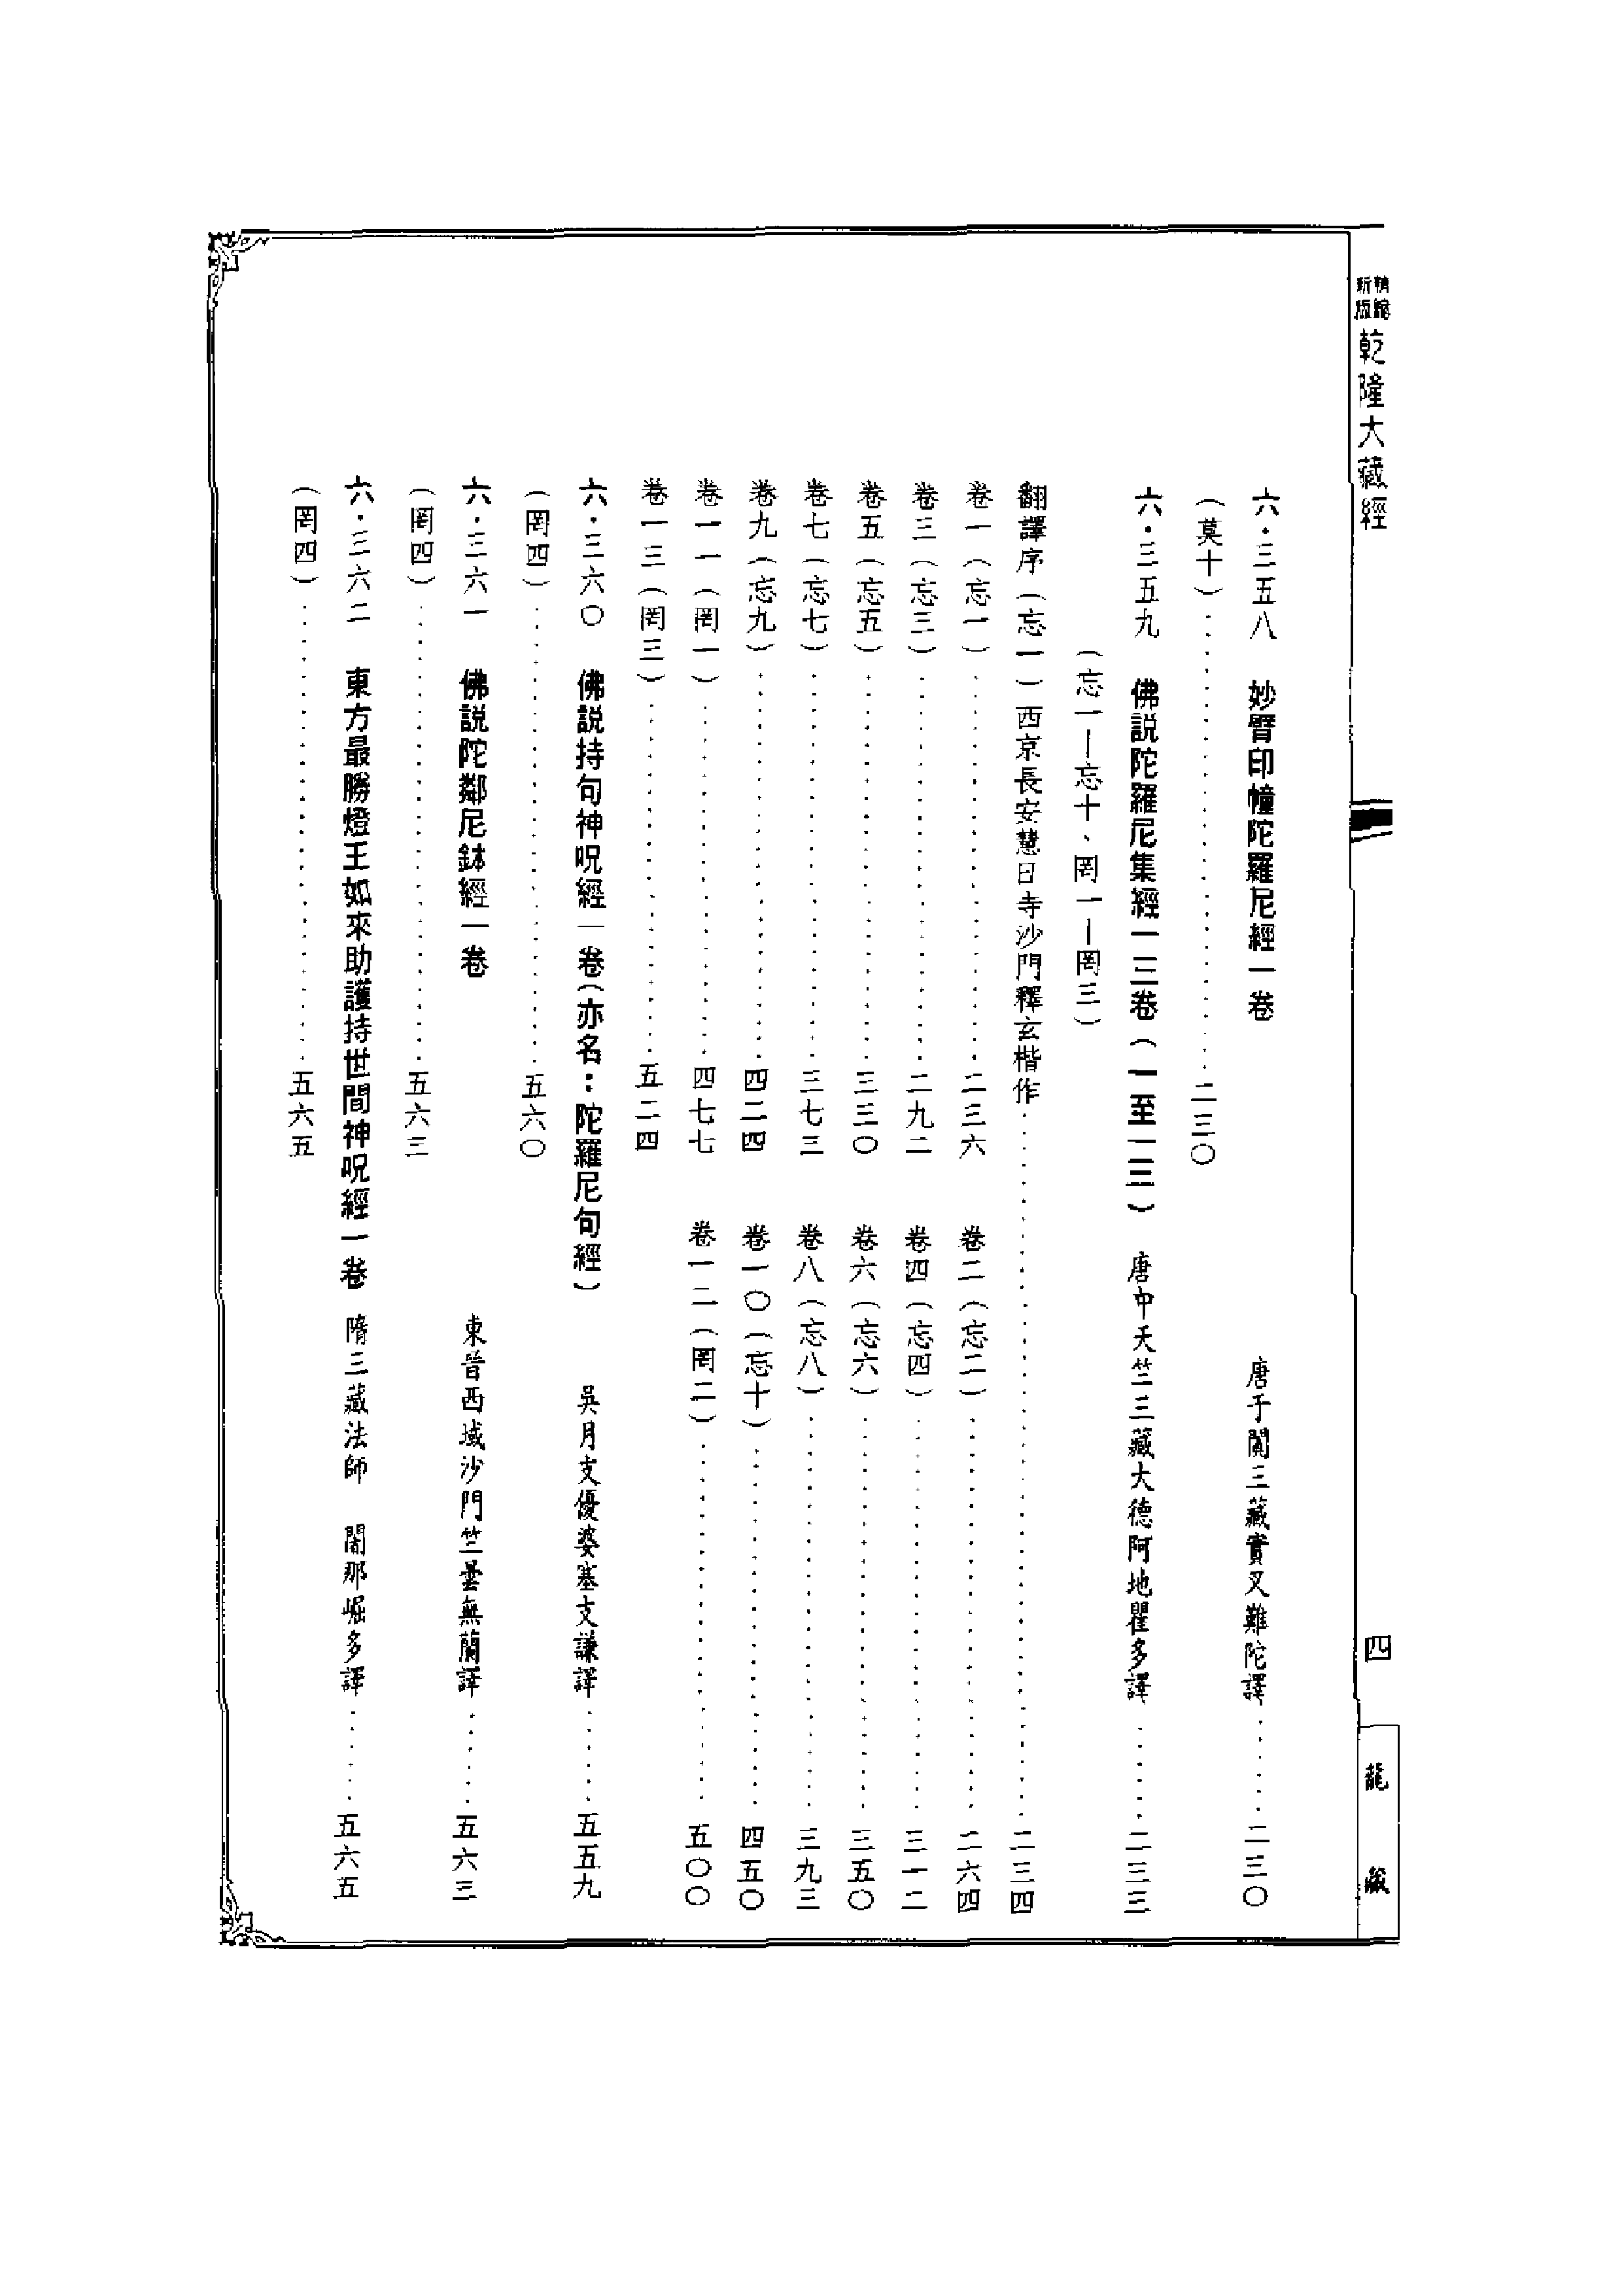 新版 精縮 乾隆大藏經
四
龍藏
六·三五八 妙臂印幢陀羅尼經一卷 唐于闐三藏實叉難陀譯······二三〇
(莫十)··············二三〇
六·三五九 佛説陀羅尼集經一三卷(一至一三) 唐中天竺三藏大德阿地瞿多譯······二三三
(忘一—忘十、罔一—罔三)
翻譯序(忘一)西京長安慧日寺沙門釋玄楷作··············二三四
卷一(忘一)··············二三六 卷二(忘二)··············二六四
卷三(忘三)··············二九二 卷四(忘四)··············三一二
卷五(忘五)··············三三〇 卷六(忘六)··············三五〇
卷七(忘七)··············三七三 卷八(忘八)··············三九三
卷九(忘九)··············四二四 卷一〇(忘十)··············四五〇
卷一一(罔一)··············四七七 卷一二(罔二)··············五〇〇
卷一三(罔三)··············五二四
六·三六〇 佛説持句神呪經一卷(亦名:陀羅尼句經) 吳月支優婆塞支謙譯······五五九
(罔四)··············五六〇
六·三六一 佛説陀鄰尼鉢經一卷 東晉西域沙門竺曇無蘭譯······五六三
(罔四)··············五六三
六·三六二 東方最勝燈王如來助護持世間神呪經一卷 隋三藏法師 闍那崛多譯······五六五
(罔四)··············五六五